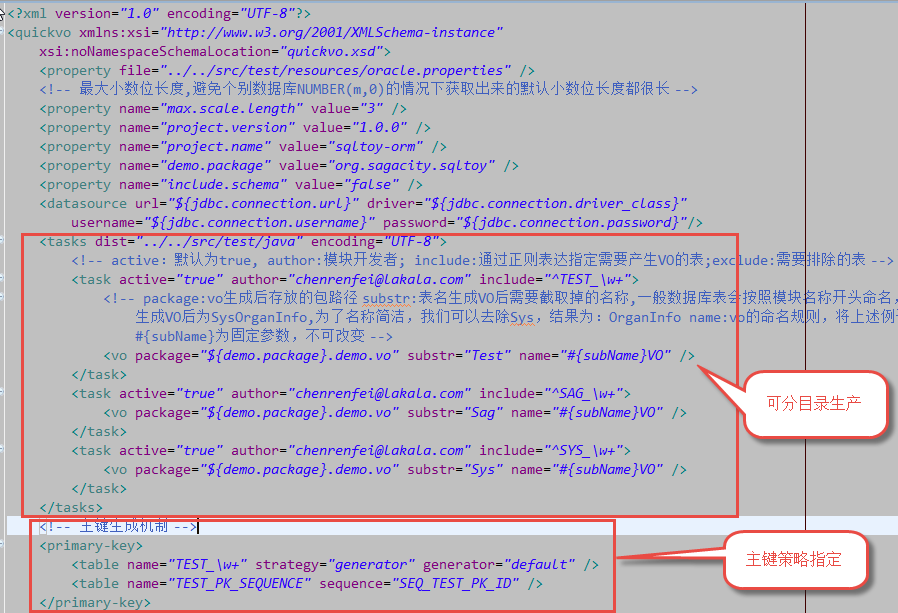 <?xml version="1.0" encoding="UTF-8"?>
<quickvo xmlns:xsi="http://www.w3.org/2001/XMLSchema-instance"
xsi:noNamespaceSchemaLocation="quickvo.xsd">
<property file="../../src/test/resources/oracle.properties" />
<!-- 最大小数位长度,避免个别数据库NUMBER(m,0)的情况下获取出来的默认小数位长度都很长 -->
<property name="max.scale.length" value="3" />
<property name="project.version" value="1.0.0" />
<property name="project.name" value="sqltoy-orm" />
<property name="demo.package" value="org.sagacity.sqltoy" />
<property name="include.schema" value="false" />
<datasource url="${jdbc.connection.url}" driver="${jdbc.connection.driver_class}"
username="${jdbc.connection.username}" password="${jdbc.connection.password}"/>
<tasks dist="../../src/test/java" encoding="UTF-8">
<!-- active：默认为true, author:模块开发者; include:通过正则表达指定需要产生VO的表;exclude:需要排除的表 -->
<task active="true" author="chenrenfei@lakala.com" include="^TEST_\w+">
<!-- package:vo生成后存放的包路径 substr:表名生成VO后需要截取掉的名称,一般数据库表会按照模块名称开头命名,
生成VO后为SysOrganInfo,为了名称简洁，我们可以去除Sys，结果为：OrganInfo name:vo的命名规则，将上述例
#{subName}为固定参数，不可改变 -->
<vo package="${demo.package}.demo.vo" substr="Test" name="#{subName}VO" />
</task>
<task active="true" author="chenrenfei@lakala.com" include="^SAG_\w+">
<vo package="${demo.package}.demo.vo" substr="Sag" name="#{subName}VO" />
</task>
<task active="true" author="chenrenfei@lakala.com" include="^SYS_\w+">
<vo package="${demo.package}.demo.vo" substr="Sys" name="#{subName}VO" />
</task>
</tasks>
可分目录生产
<!-- 主键生成机制 -->
<primary-key>
<table name="TEST_\w+" strategy="generator" generator="default" />
<table name="TEST_PK_SEQUENCE" sequence="SEQ_TEST_PK_ID" />
</primary-key>
主键策略指定